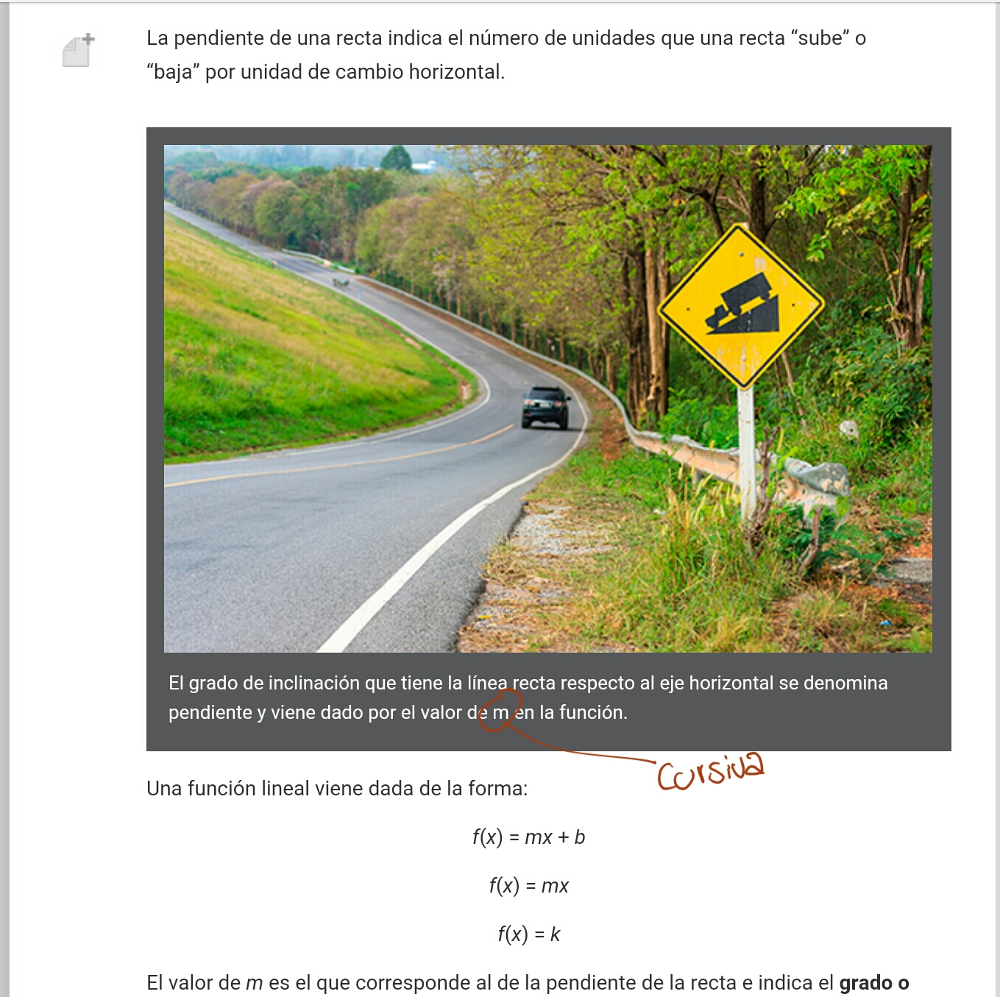 La pendiente de una recta indica el número de unidades que una recta “sube” o
“baja” por unidad de cambio horizontal.
El grado de inclinación que tiene la línea recta respecto al eje horizontal se denomina
pendiente y viene dado por el valor de m en la función.
cursiva
Una función lineal viene dada de la forma:
f(x) = mx + b
f(x) = mx
f(x) = k
El valor de m es el que corresponde al de la pendiente de la recta e indica el grado o